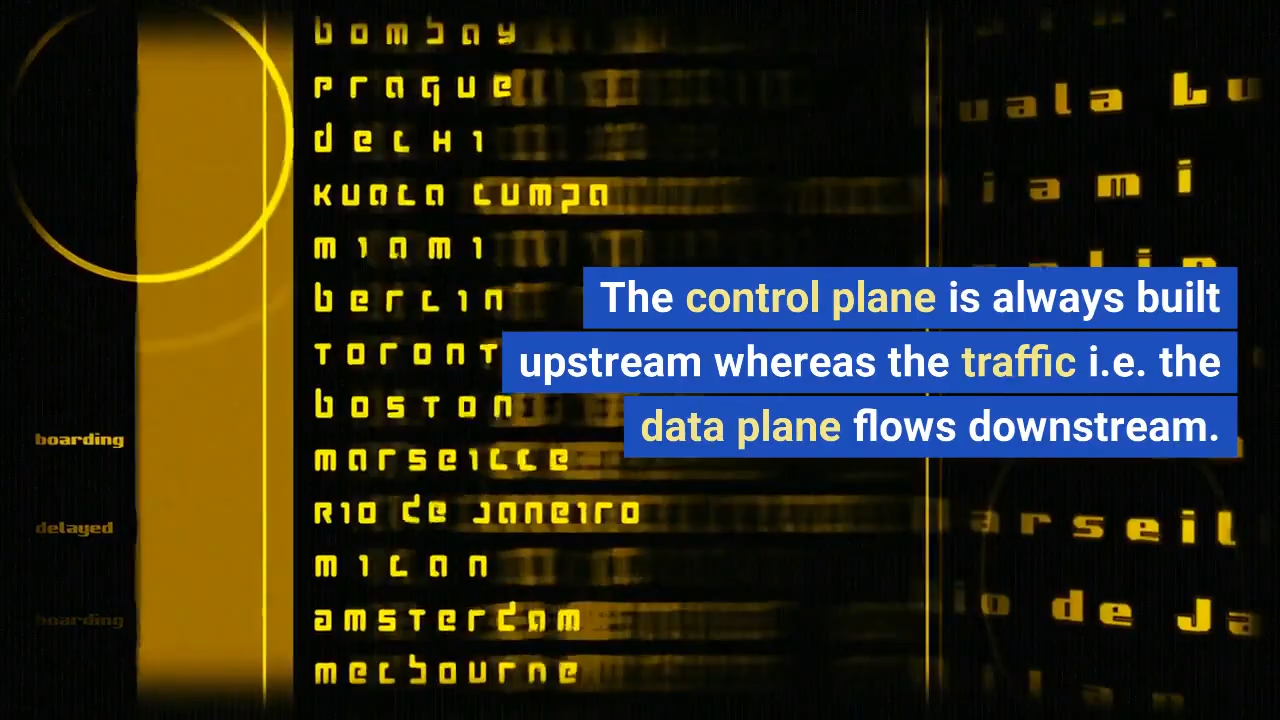 bombay
prague
delhi
kuala lumpa
miami
berlin
toront
boston
marseille
rio de janeiro
milan
amsterdam
melbourne
boarding
delayed
boarding
uala Lu
iami
arseil
io de Ja
The control plane is always built
upstream whereas the traffic i.e. the
data plane flows downstream.